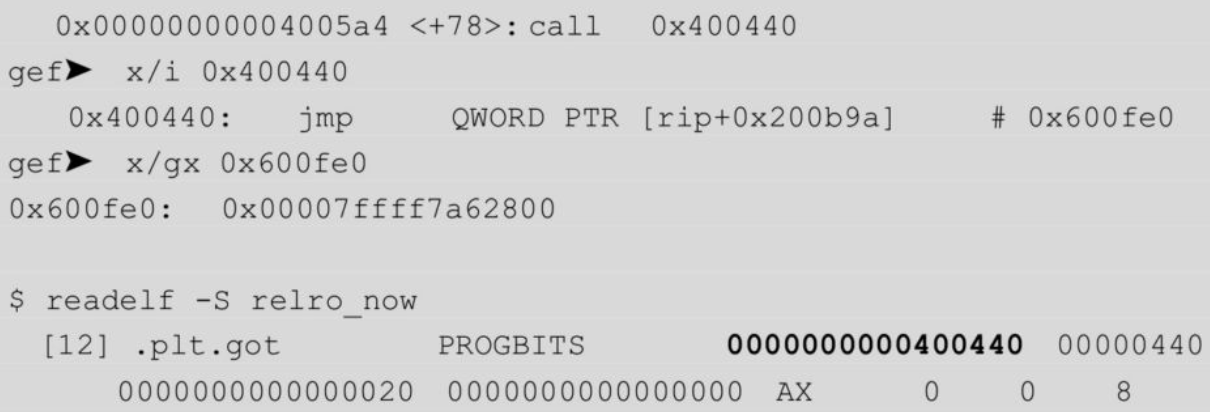 0x00000000004005a4 <+78>: call 0x400440
gef➤ x/i 0x400440
0x400440: jmp QWORD PTR [rip+0x200b9a] # 0x600fe0
gef➤ x/gx 0x600fe0
0x600fe0: 0x00007ffff7a62800
$ readelf -S relro_now
[12] .plt.got PROGBITS 0000000000400440 00000440
0000000000000020 0000000000000000 AX 0 0 8